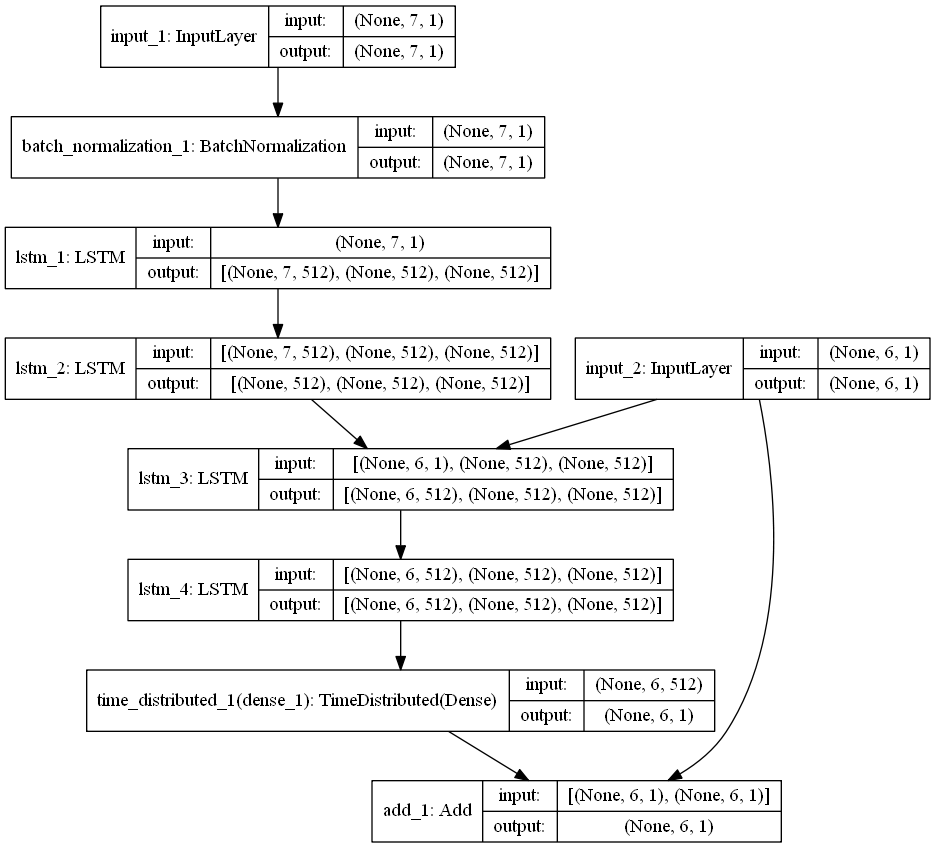 input_1: InputLayer
input: (None, 7, 1)
output: (None, 7, 1)
batch_normalization_1: BatchNormalization
input: (None, 7, 1)
output: (None, 7, 1)
lstm_1: LSTM
input: (None, 7, 1)
output: [(None, 7, 512), (None, 512), (None, 512)]
lstm_2: LSTM
input: [(None, 7, 512), (None, 512), (None, 512)]
output: [(None, 512), (None, 512), (None, 512)]
input_2: InputLayer
input: (None, 6, 1)
output: (None, 6, 1)
lstm_3: LSTM
input: [(None, 6, 1), (None, 512), (None, 512)]
output: [(None, 6, 512), (None, 512), (None, 512)]
lstm_4: LSTM
input: [(None, 6, 512), (None, 512), (None, 512)]
output: [(None, 6, 512), (None, 512), (None, 512)]
time_distributed_1(dense_1): TimeDistributed(Dense)
input: (None, 6, 512)
output: (None, 6, 1)
add_1: Add
input: [(None, 6, 1), (None, 6, 1)]
output: (None, 6, 1)